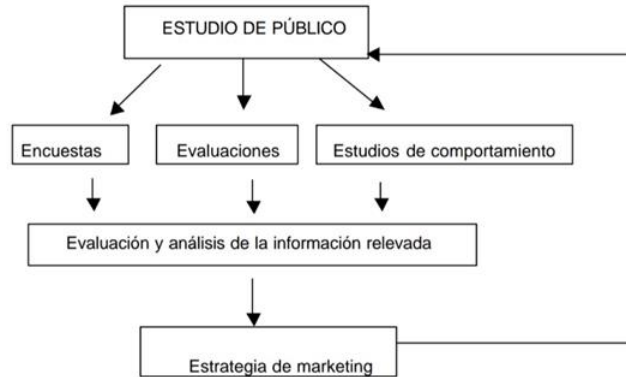 ESTUDIO DE PÚBLICO
Encuestas
Evaluaciones
Estudios de comportamiento
Evaluación y análisis de la información relevada
Estrategia de marketing